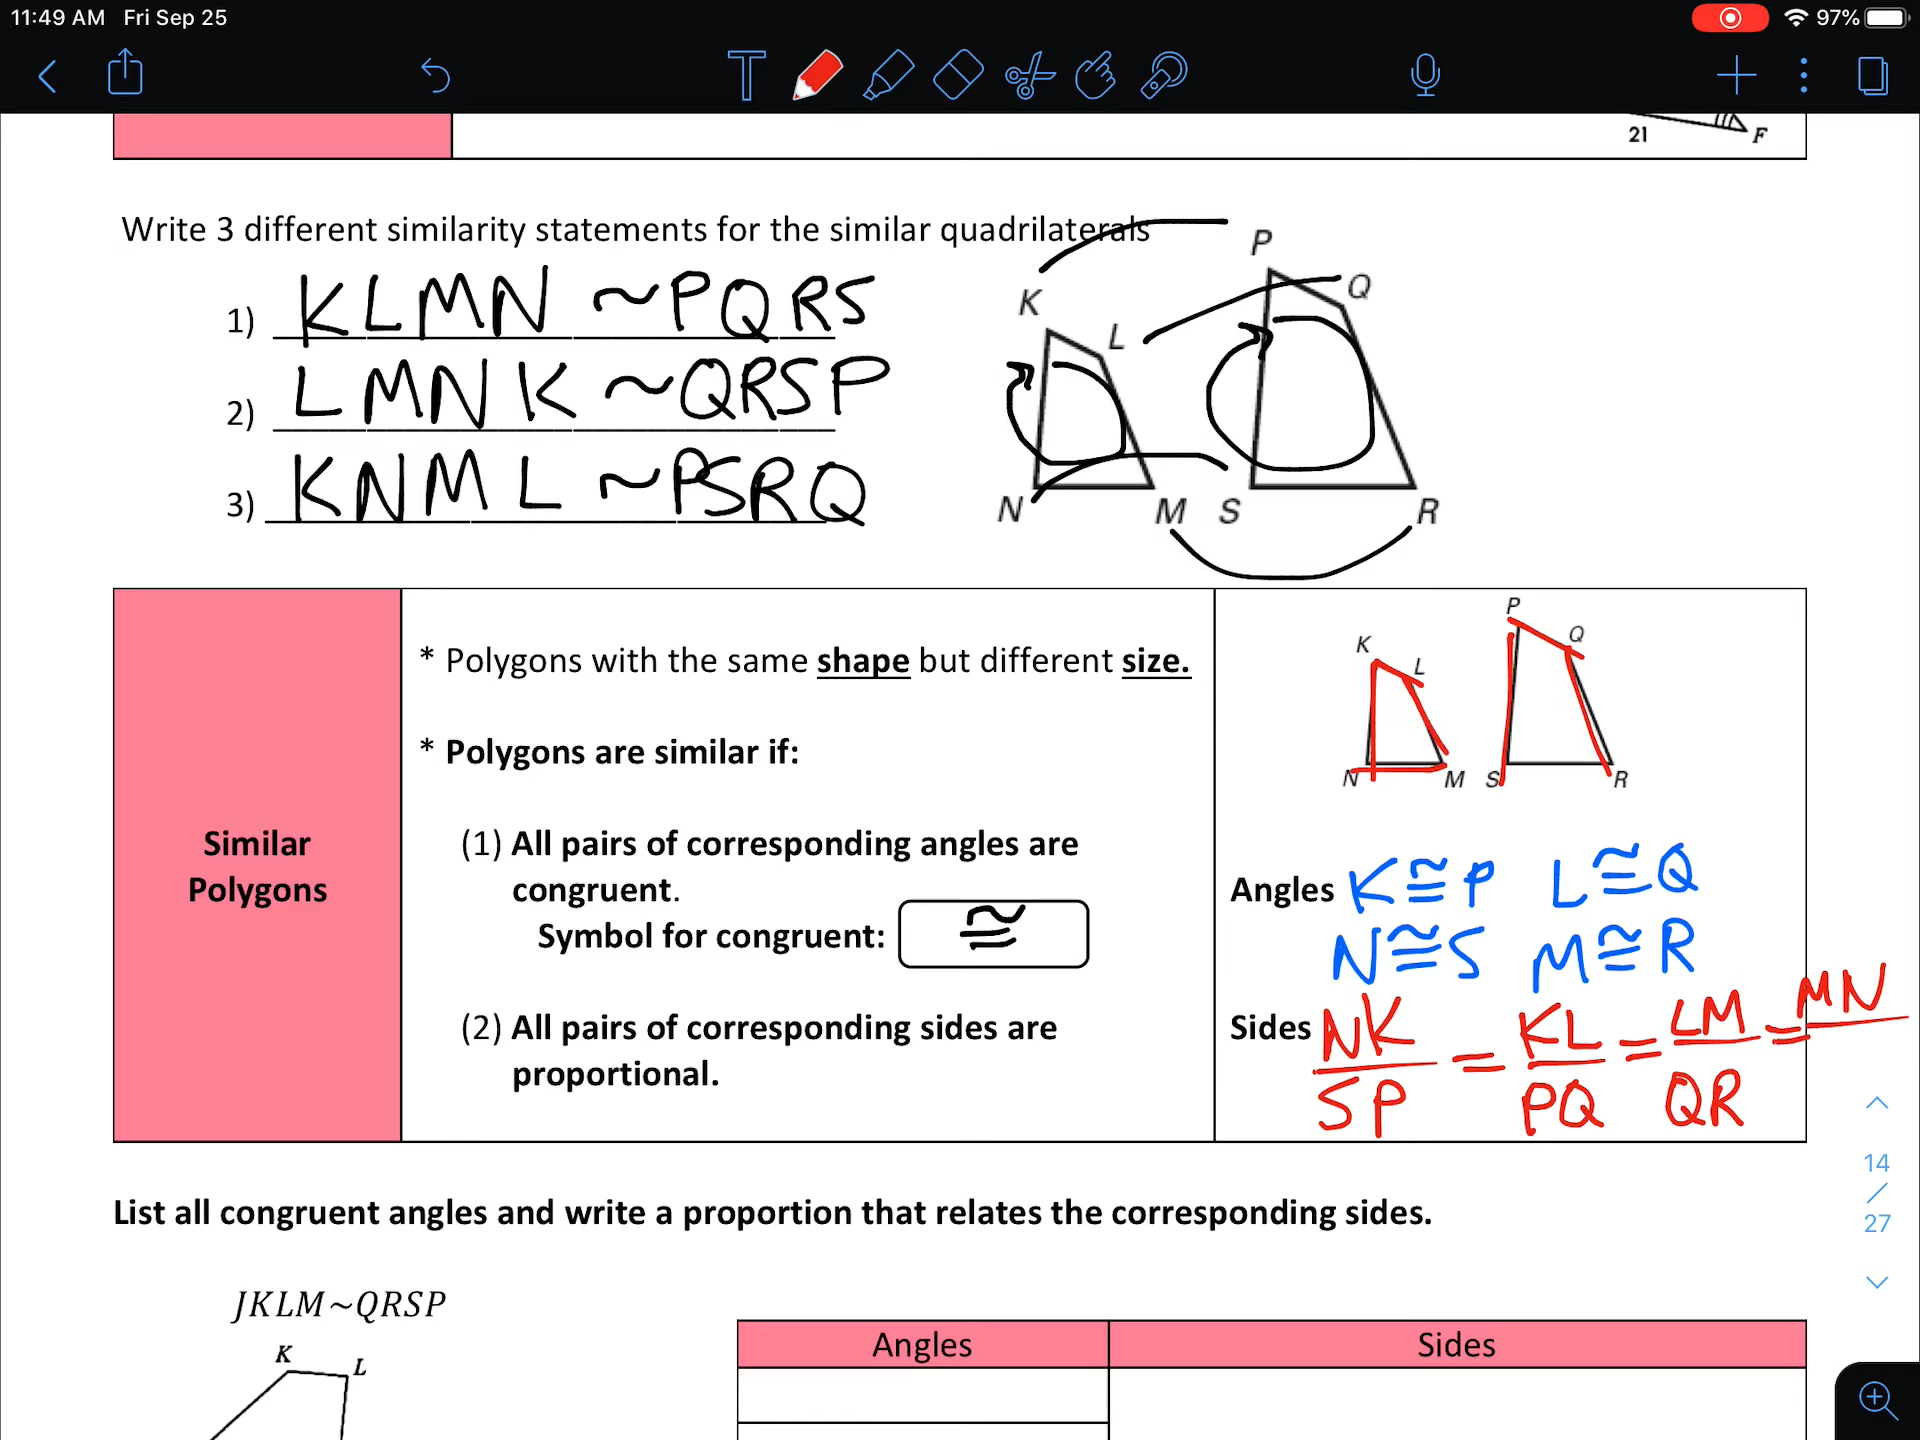 11:49 AM Fri Sep 25
97%
T
21
F
Write 3 different similarity statements for the similar quadrilaterals
1) KLMN ~PQRS
2) LMNK ~QRSP
3) KNML ~PSRQ
P
Q
K
L
N
M
S
R
Similar
Polygons
* Polygons with the same shape but different size.
* Polygons are similar if:
(1) All pairs of corresponding angles are
congruent.
Symbol for congruent: ≅
(2) All pairs of corresponding sides are
proportional.
P
Q
K
L
N
M
S
R
Angles K≅P L≅Q
N≅S M≅R
Sides NK = KL = LM = MN
SP PQ QR
14
/
27
List all congruent angles and write a proportion that relates the corresponding sides.
JKLM~QRSP
K
L
Angles Sides